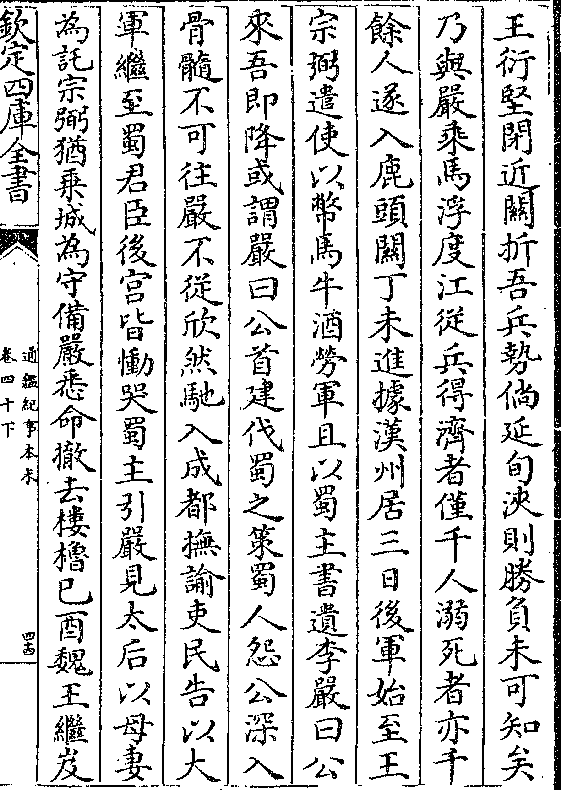 王衍堅閉近關折吾兵勢倘延旬浹則勝負未可知矣
乃與嚴乘馬浮度江從兵得濟者僅千人溺死者亦千
餘人遂入鹿頭關丁未進據漢州居三日後軍始至王
宗弼遣使以幣馬牛酒勞軍且以蜀主書遺李嚴曰公
來吾即降或謂嚴曰公首建伐蜀之策蜀人怨公深入
骨髓不可往嚴不從欣然馳入成都撫諭吏民告以大
軍繼至蜀君臣後宮皆慟哭蜀主引嚴見太后以母妻
為託宗弼猶乗城為守備嚴悉命撤去樓櫓已酉魏王繼岌
欽定四庫全書
通鑑紀事本末
卷四十下
四十四